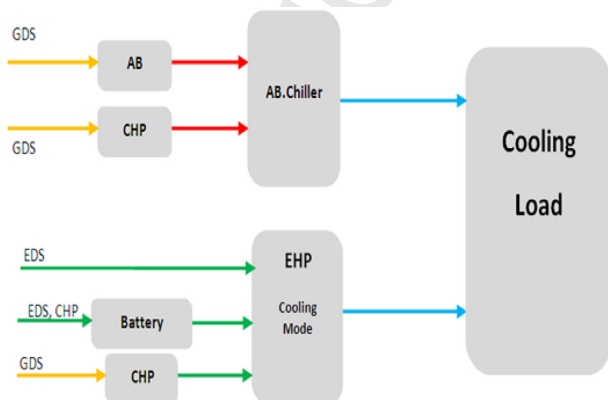 GDS
AB
AB.Chiller
CHP
GDS
Cooling
Load
EDS
EHP
Cooling
Mode
EDS, CHP
Battery
GDS
CHP